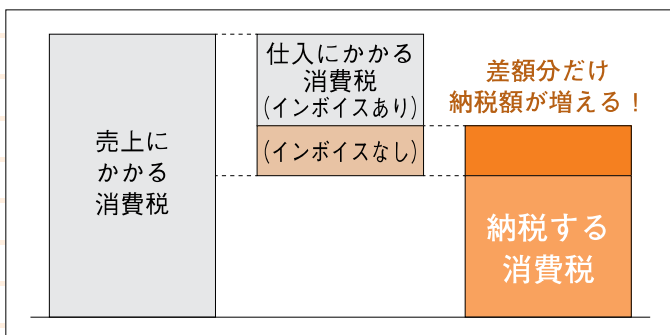 売上に
かかる
消費税
仕入にかかる
消費税
(インボイスあり)
(インボイスなし)
差額分だけ
納税額が増える！
納税する
消費税